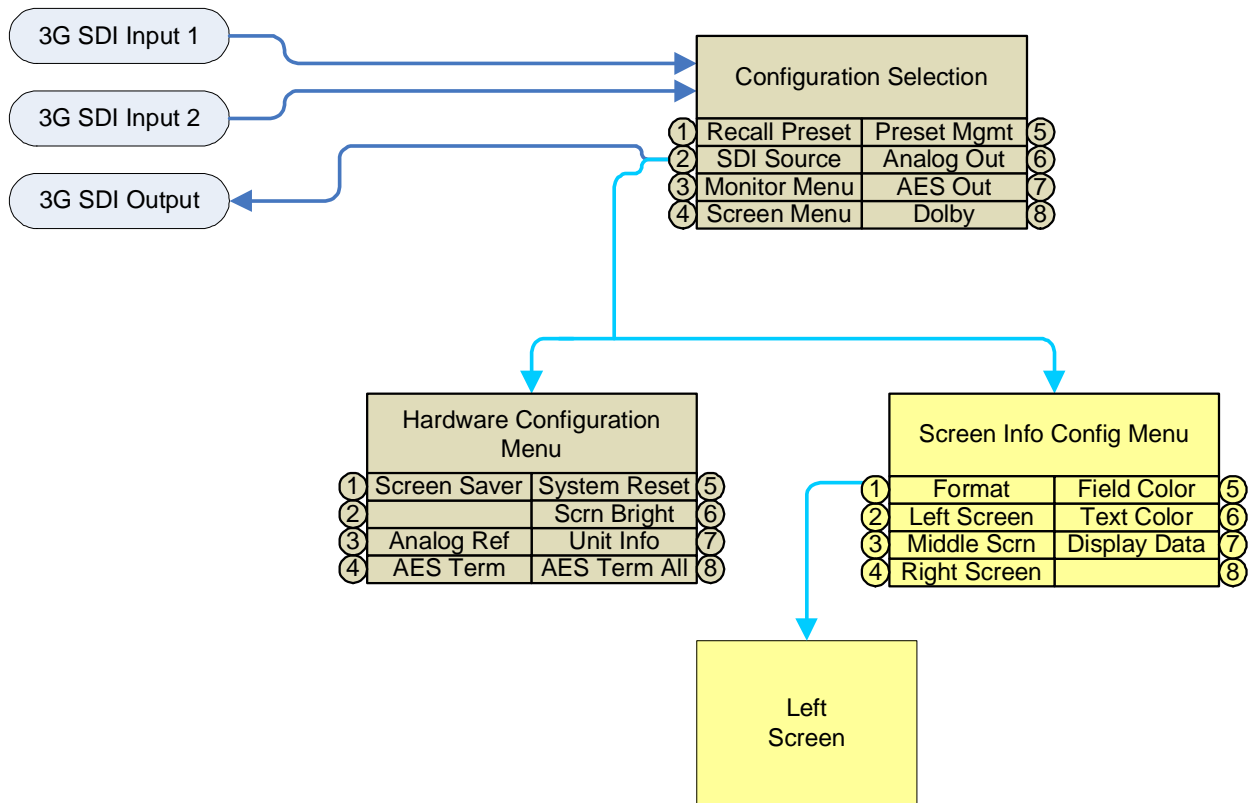 3G SDI Input 1
3G SDI Input 2
3G SDI Output
Configuration Selection
1 Recall Preset Preset Mgmt 5
2 SDI Source Analog Out 6
3 Monitor Menu AES Out 7
4 Screen Menu Dolby 8
Hardware Configuration
Menu
1 Screen Saver System Reset 5
2 Scrn Bright 6
3 Analog Ref Unit Info 7
4 AES Term AES Term All 8
Screen Info Config Menu
1 Format Field Color 5
2 Left Screen Text Color 6
3 Middle Scrn Display Data 7
4 Right Screen 8
Left
Screen